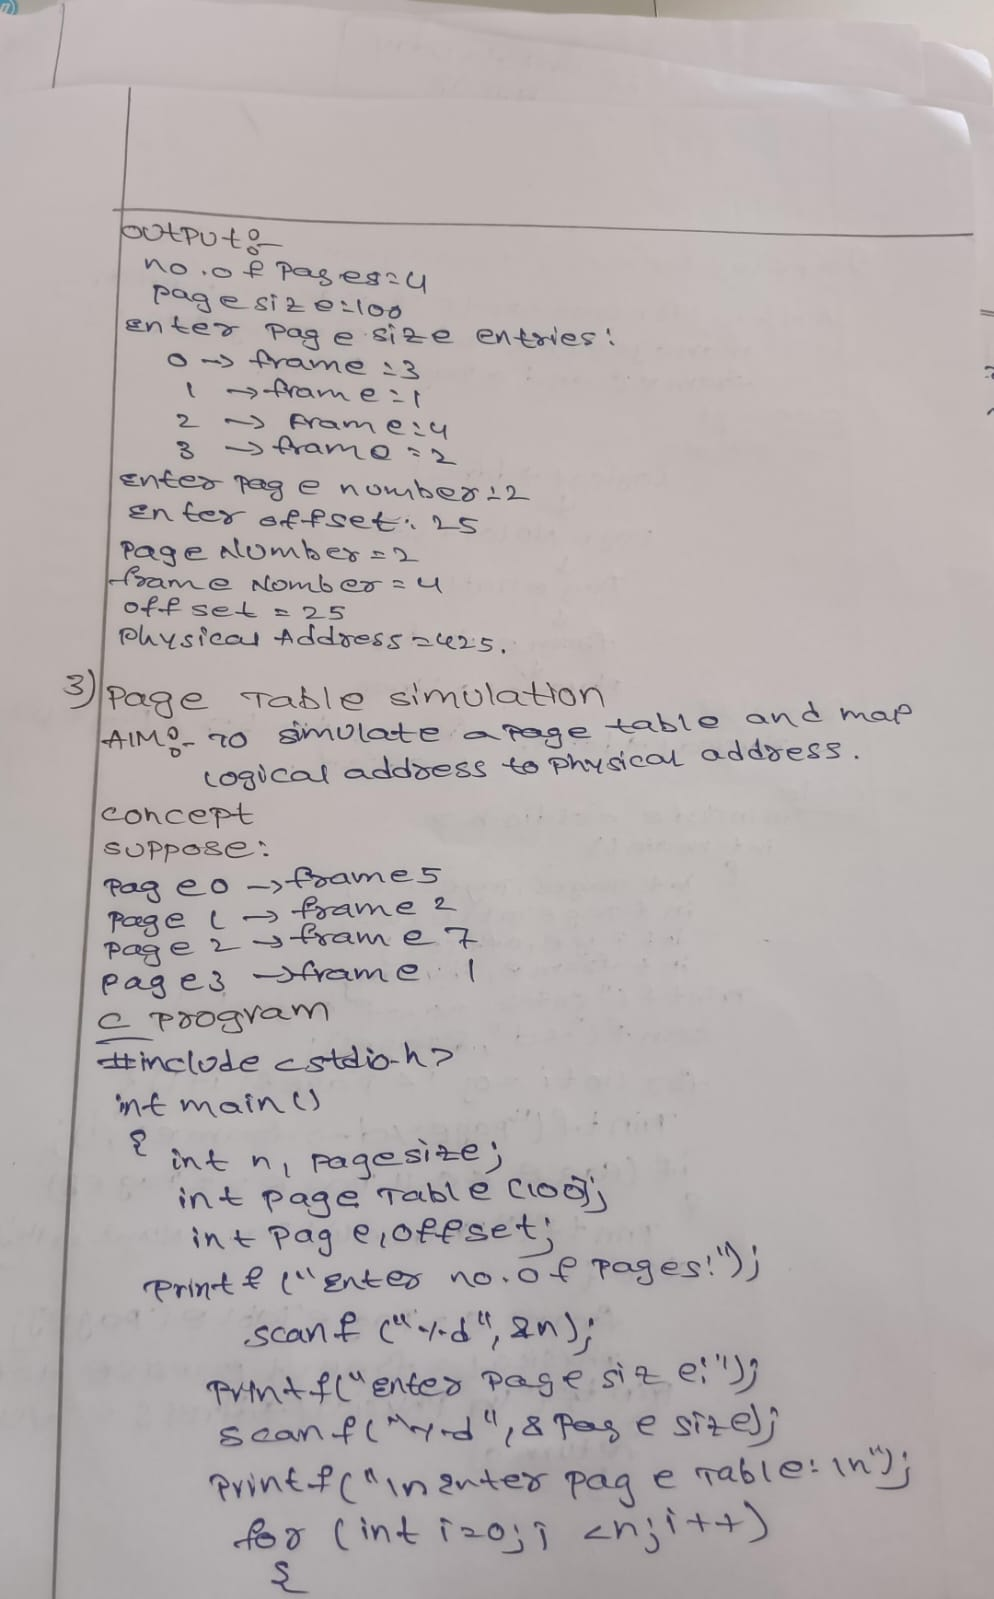 output:-
no.of Pages=4
page size=100
Enter page size entries:
0 → frame = 3
1 → frame = 1
2 → Frame = 4
3 → frame = 2
Enter page number = 2
Enter offset: 25
Page Number = 2
frame Number = 4
offset = 25
Physical Address = 425.
3) Page Table simulation
AIM:- To simulate a Page table and map
logical address to physical address.
concept
suppose:
Page 0 → frame 5
Page 1 → frame 2
Page 2 → frame 7
Page 3 → frame 1
C program
#include <stdio.h>
int main()
{ int n, pagesize;
int page Table [100];
int page, offset;
printf ("Enter no. of pages:");
scanf ("%d", &n);
printf("enter page size:");
scanf("%d", &page size);
printf("\n enter page Table: \n");
for (int i=0; i <n; i++)
{